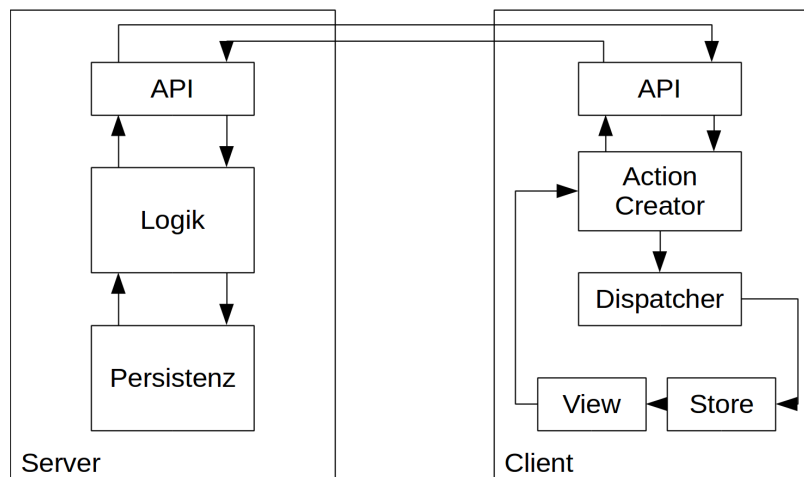 API
Logik
Persistenz
Server
API
Action
Creator
Dispatcher
View
Store
Client